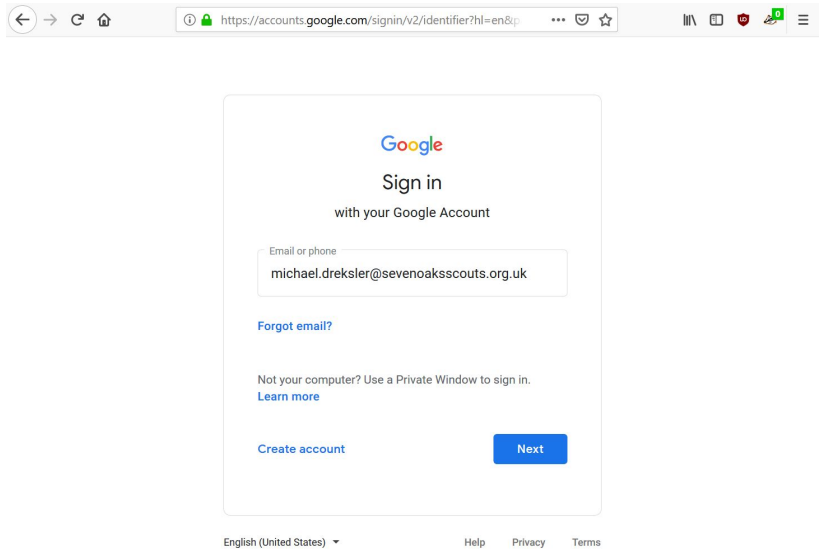 https://accounts.google.com/signin/v2/identifier?hl=en&p
0
Google
Sign in
with your Google Account
Email or phone
michael.dreksler@sevenoaksscouts.org.uk
Forgot email?
Not your computer? Use a Private Window to sign in.
Learn more
Create account
Next
English (United States)
Help Privacy Terms